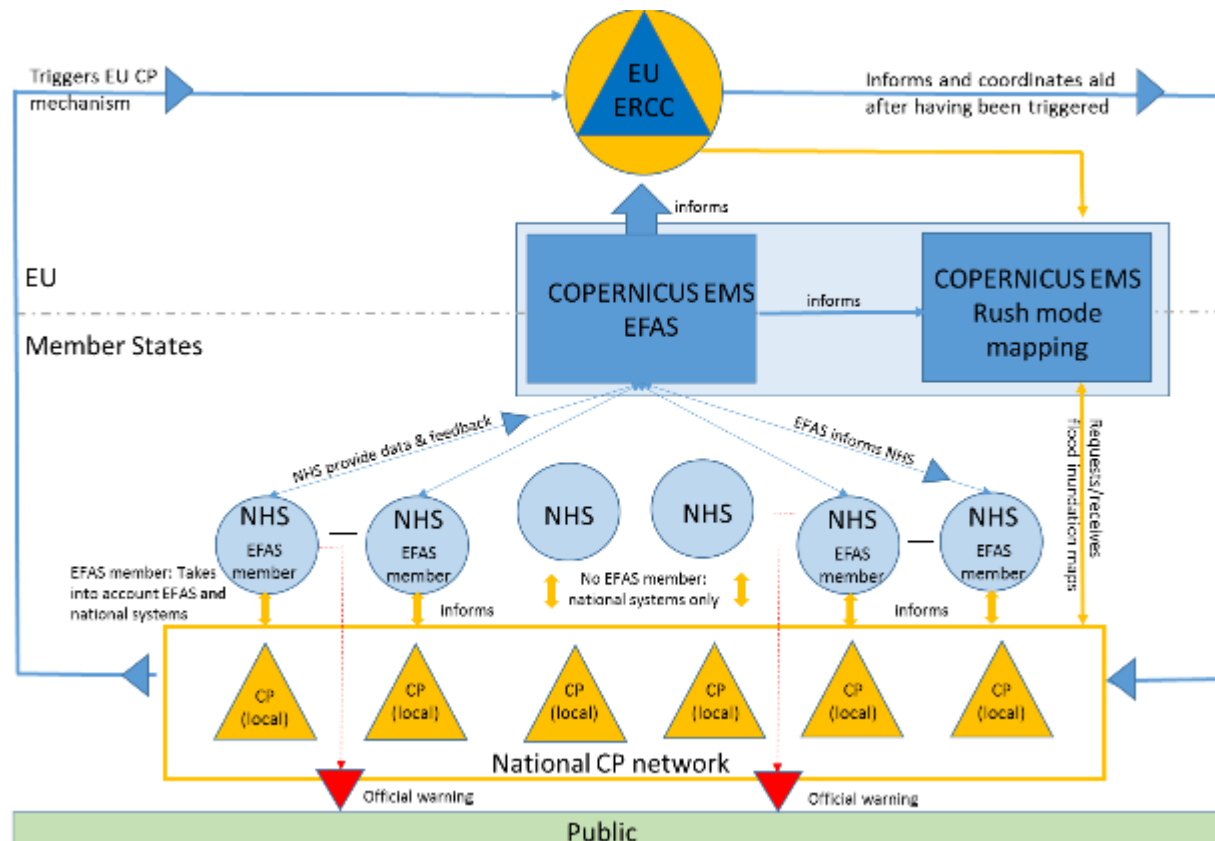 Triggers EU CP
mechanism
EU
ERCC
Informs and coordinates aid
after having been triggered
informs
COPERNICUS EMS
EFAS
informs
COPERNICUS EMS
Rush mode
mapping
EU
Member States
NHS provide data & feedback
EFAS informs NHS
Requests/receives
flood inundation maps
NHS
EFAS
member
NHS
EFAS
member
NHS
NHS
NHS
EFAS
member
NHS
EFAS
member
EFAS member: Takes
into account EFAS and
national systems
informs
No EFAS member:
national systems only
informs
CP
(local)
CP
(local)
CP
(local)
CP
(local)
CP
(local)
CP
(local)
National CP network
Official warning
Official warning
Public